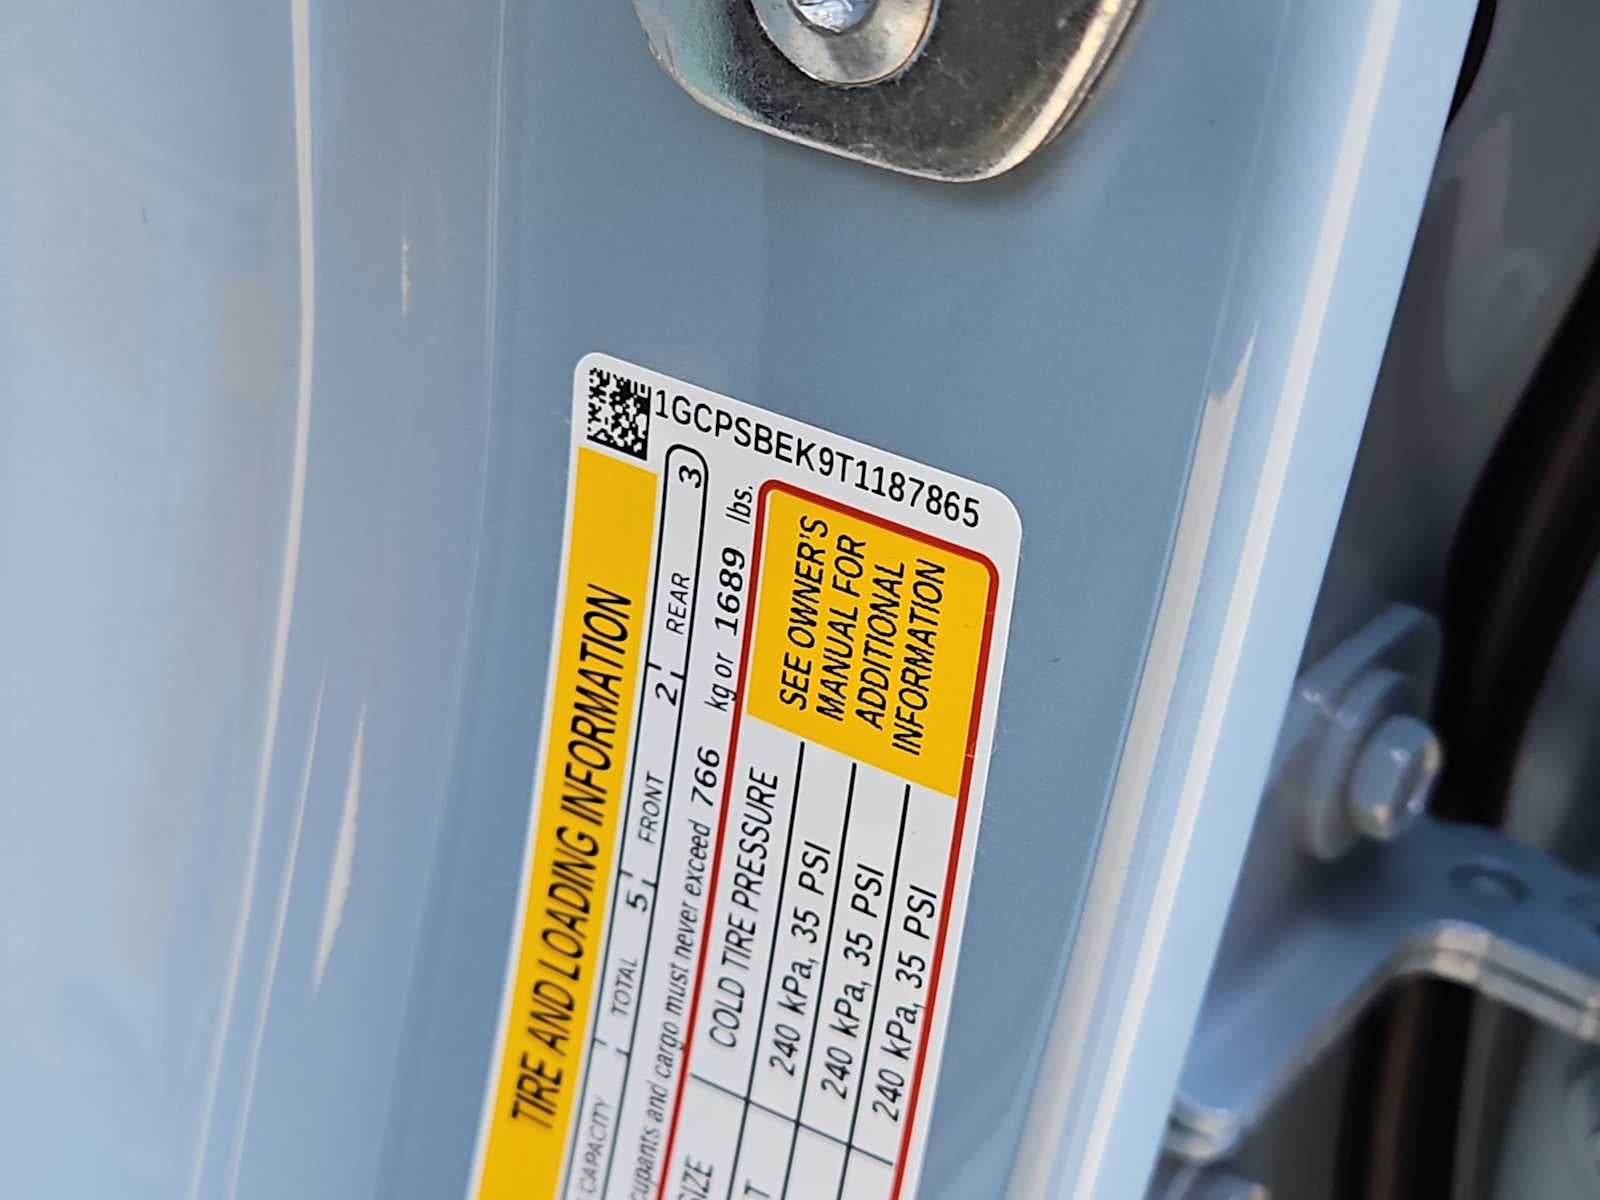 1GCPSBEK9T1187865
TIRE AND LOADING INFORMATION
CAPACITY TOTAL 5 FRONT 2 REAR 3
and cargo must never exceed 766 kg or 1689 lbs.
COLD TIRE PRESSURE
240 kPa, 35 PSI
240 kPa, 35 PSI
240 kPa, 35 PSI
SEE OWNER'S
MANUAL FOR
ADDITIONAL
INFORMATION